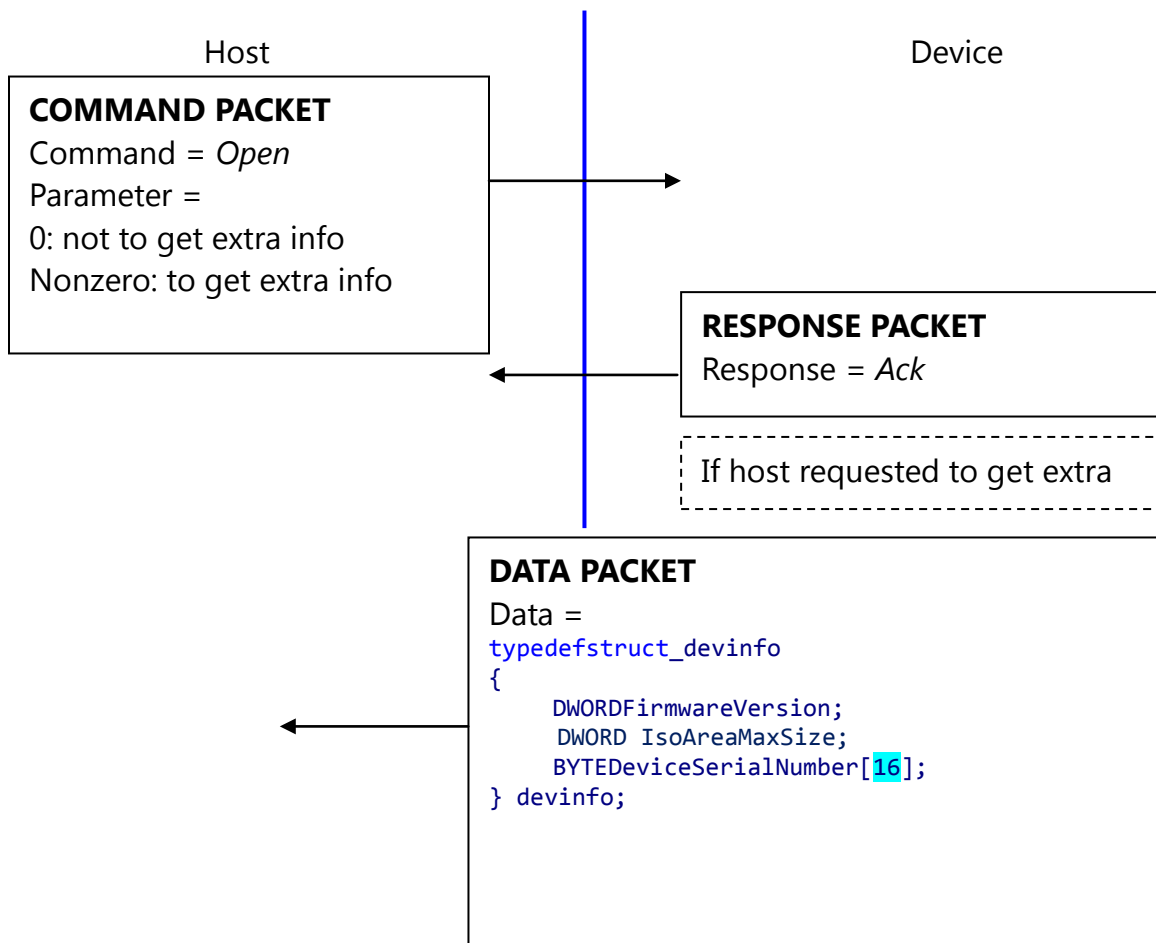 Host
Device
COMMAND PACKET
Command = Open
Parameter =
0: not to get extra info
Nonzero: to get extra info
RESPONSE PACKET
Response = Ack
If host requested to get extra
DATA PACKET
Data =
typedefstruct_devinfo
{
DWORDFirmwareVersion;
DWORD IsoAreaMaxSize;
BYTEDeviceSerialNumber[16];
} devinfo;